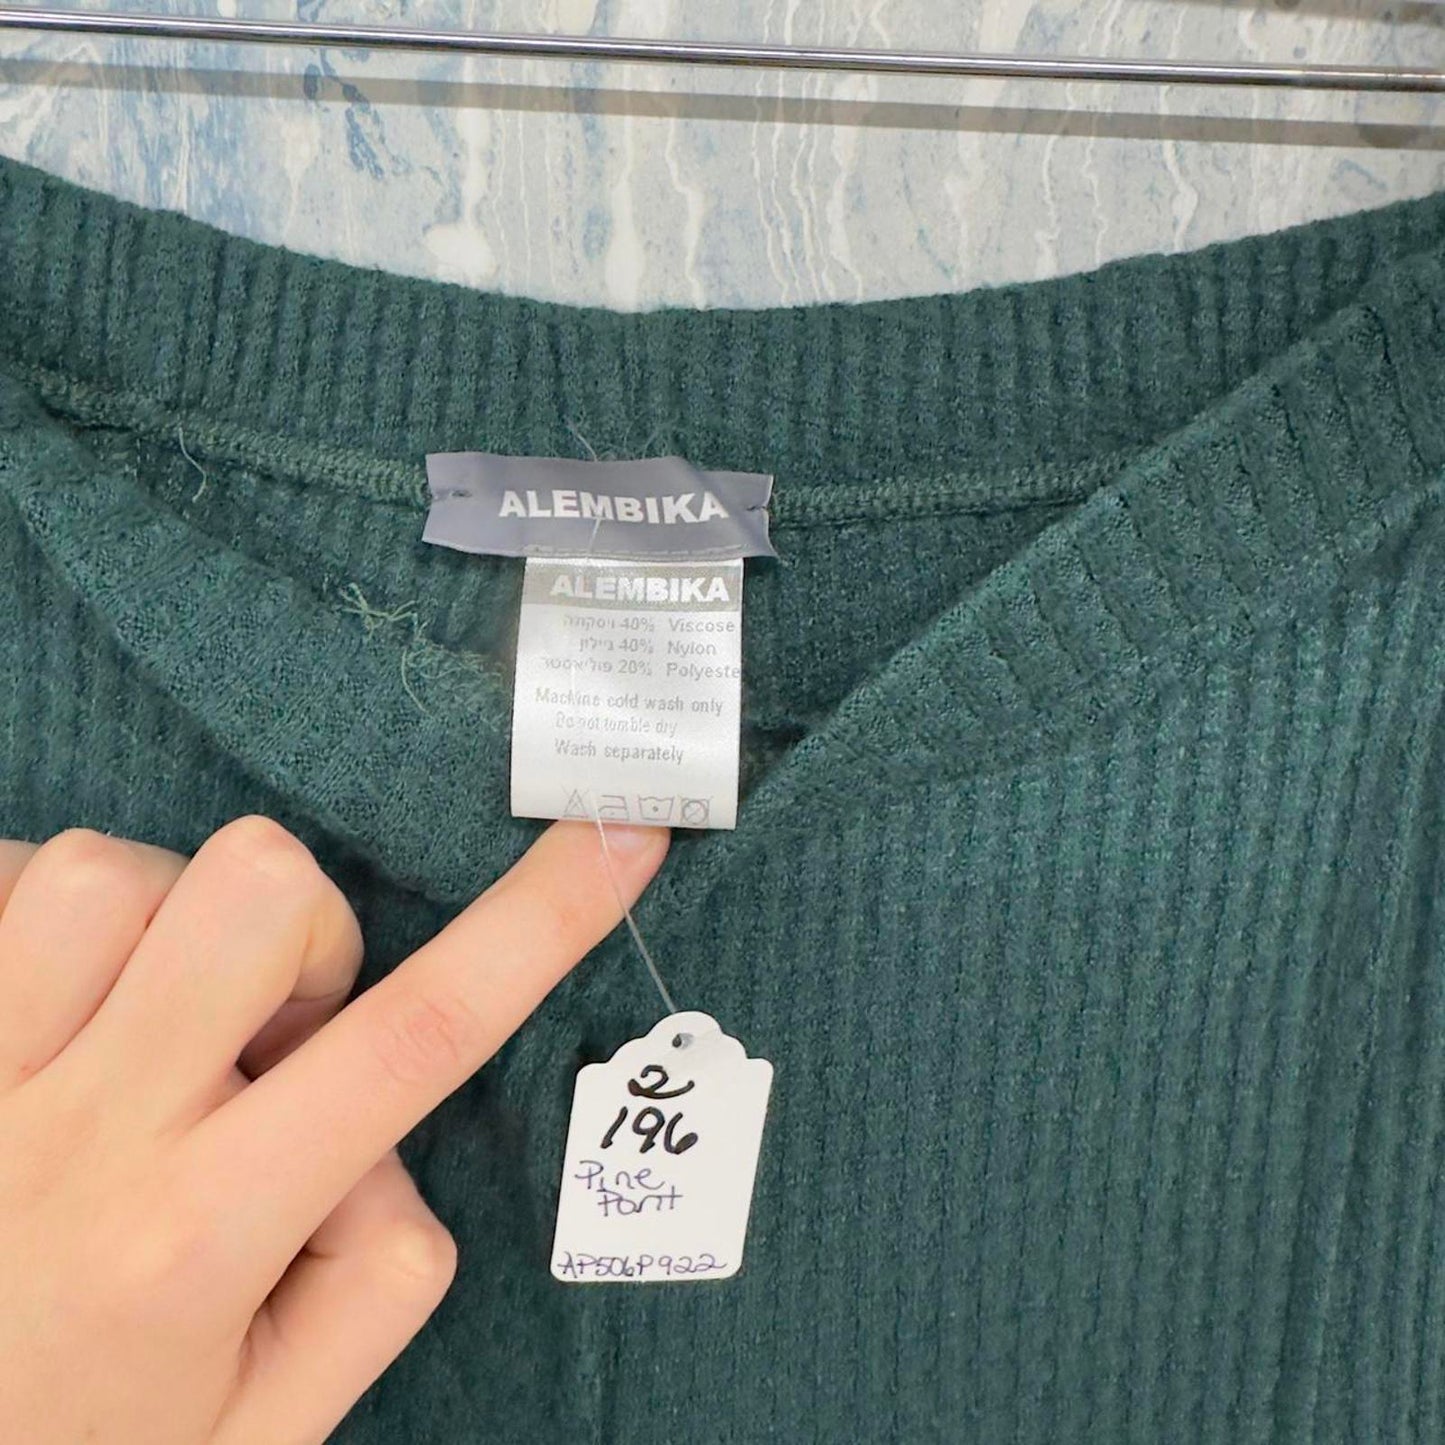 ALEMBIKA
ALEMBIKA
ויסקוזה 40% Viscose
ניילון 40% Nylon
פוליאסטר 20% Polyeste
Machine cold wash only
Do not tumble dry
Wash separately
2
196
Pine
Pant
AP506P922